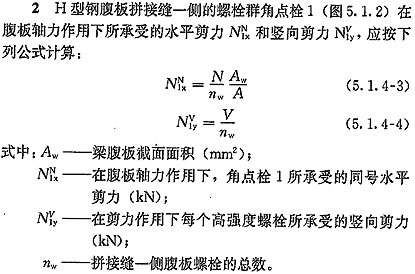 2 H型钢腹板拼接缝一侧的螺栓群角点栓1(图5.1.2)在
腹板轴力作用下所承受的水平剪力 N^N_{1x} 和竖向剪力 N^V_{1y},应按下
列公式计算:
N^N_{1x} = \frac{N}{n_w} \frac{A_w}{A} (5.1.4-3)
N^V_{1y} = \frac{V}{n_w} (5.1.4-4)
式中:A_w ——梁腹板截面面积(mm²);
N^N_{1x} ——在腹板轴力作用下,角点栓1所承受的同号水平
剪力(kN);
N^V_{1y} ——在剪力作用下每个高强度螺栓所承受的竖向剪力
(kN);
n_w ——拼接缝一侧腹板螺栓的总数。